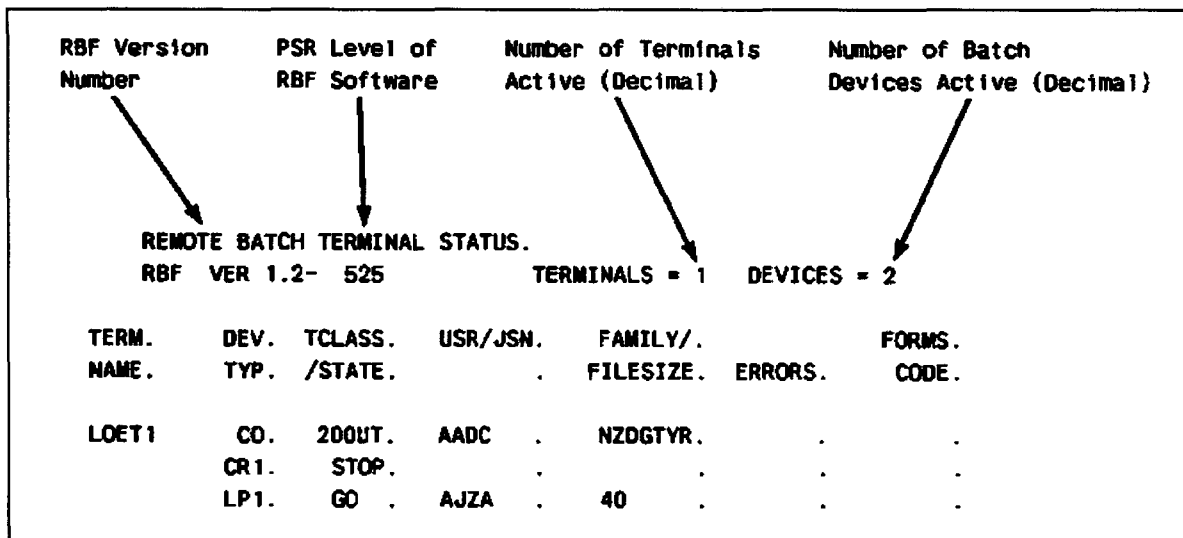 RBF Version PSR Level of Number of Terminals Number of Batch
Number RBF Software Active (Decimal) Devices Active (Decimal)
REMOTE BATCH TERMINAL STATUS.
RBF VER 1.2- 525 TERMINALS = 1 DEVICES = 2
TERM. DEV. TCLASS. USR/JSN. FAMILY/. FORMS.
NAME. TYP. /STATE. . FILESIZE. ERRORS. CODE.
LOET1 CO. 200UT. AADC . NZDGTYR. . .
CR1. STOP. . . . .
LP1. GO . AJZA . 40 . . .